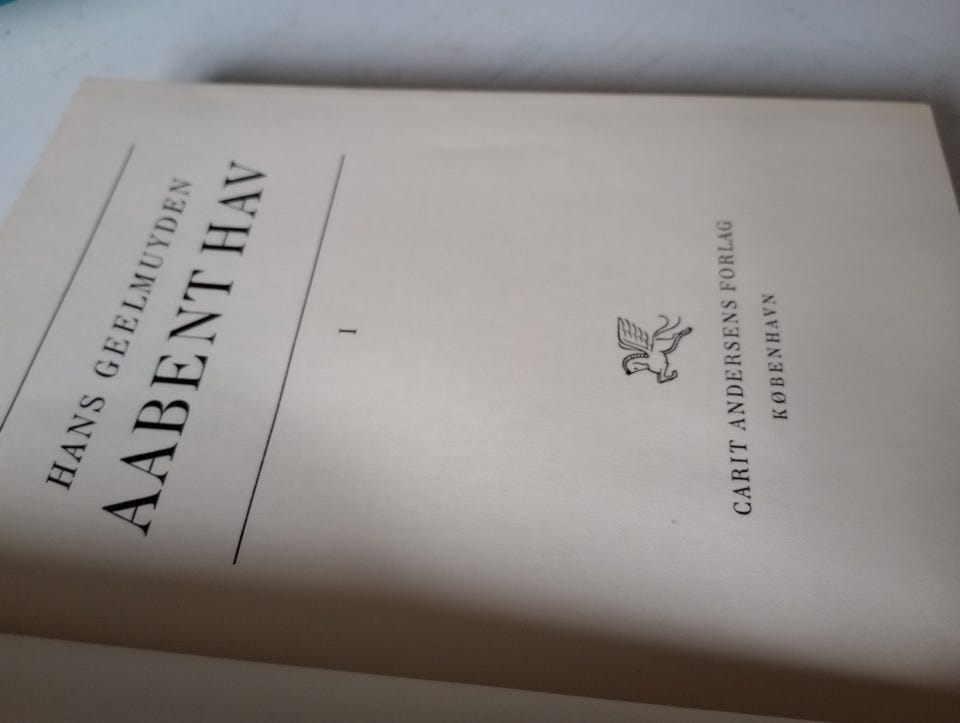 HANS GEELMUYDEN
AABENT HAV
I
CARIT ANDERSENS FORLAG
KØBENHAVN